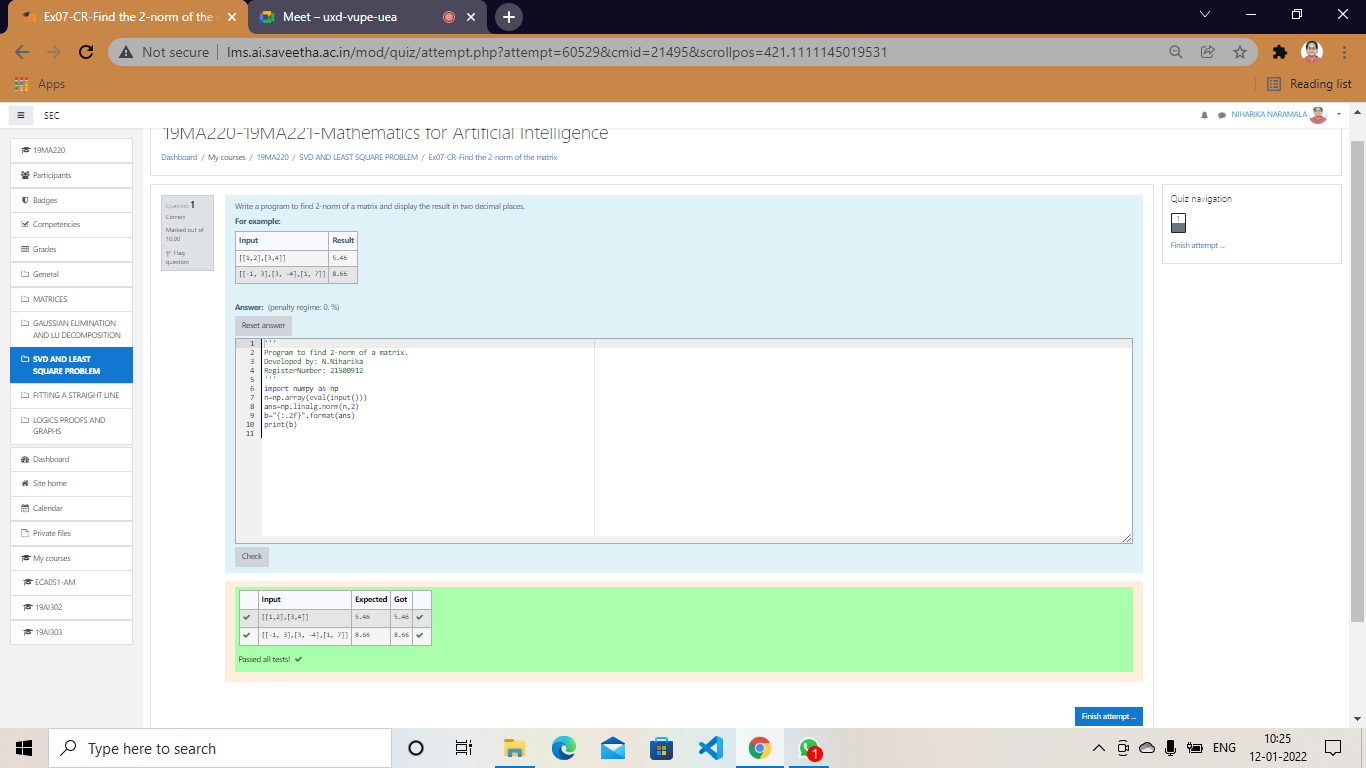 Ex07-CR-Find the 2-norm of the
Meet – uxd-vupe-uea
Not secure
lms.ai.saveetha.ac.in/mod/quiz/attempt.php?attempt=60529&cmid=21495&scrollpos=421.1111145019531
Apps
Reading list
SEC
NIHARIKA NARAMALA
19MA220-19MA221-Mathematics for Artificial Intelligence
Dashboard / My courses / 19MA220 / SVD AND LEAST SQUARE PROBLEM / Ex07-CR-Find the 2-norm of the matrix
19MA220
Participants
Badges
Competencies
Grades
General
MATRICES
GAUSSIAN ELIMINATION
AND LU DECOMPOSITION
SVD AND LEAST
SQUARE PROBLEM
FITTING A STRAIGHT LINE
LOGICS PROOFS AND
GRAPHS
Dashboard
Site home
Calendar
Private files
My courses
ECA051-AM
19AI302
19AI303
Question 1
Correct
Marked out of
10.00
Flag
question
Write a program to find 2-norm of a matrix and display the result in two decimal places.
For example:
Input Result
[[1,2],[3,4]] 5.46
[[-1, 3],[3, -4],[1, 7]] 8.66
Answer: (penalty regime: 0. %)
Reset answer
1 '''
2 Program to find 2-norm of a matrix.
3 Developed by: N.Niharika
4 RegisterNumber: 21500912
5 '''
6 import numpy as np
7 n=np.array(eval(input()))
8 ans=np.linalg.norm(n,2)
9 b="{:.2f}".format(ans)
10 print(b)
11
Check
Input Expected Got
[[1,2],[3,4]] 5.46 5.46
[[-1, 3],[3, -4],[1, 7]] 8.66 8.66
Passed all tests!
Finish attempt ...
Quiz navigation
1
Finish attempt ...
Type here to search
1
ENG
10:25
12-01-2022